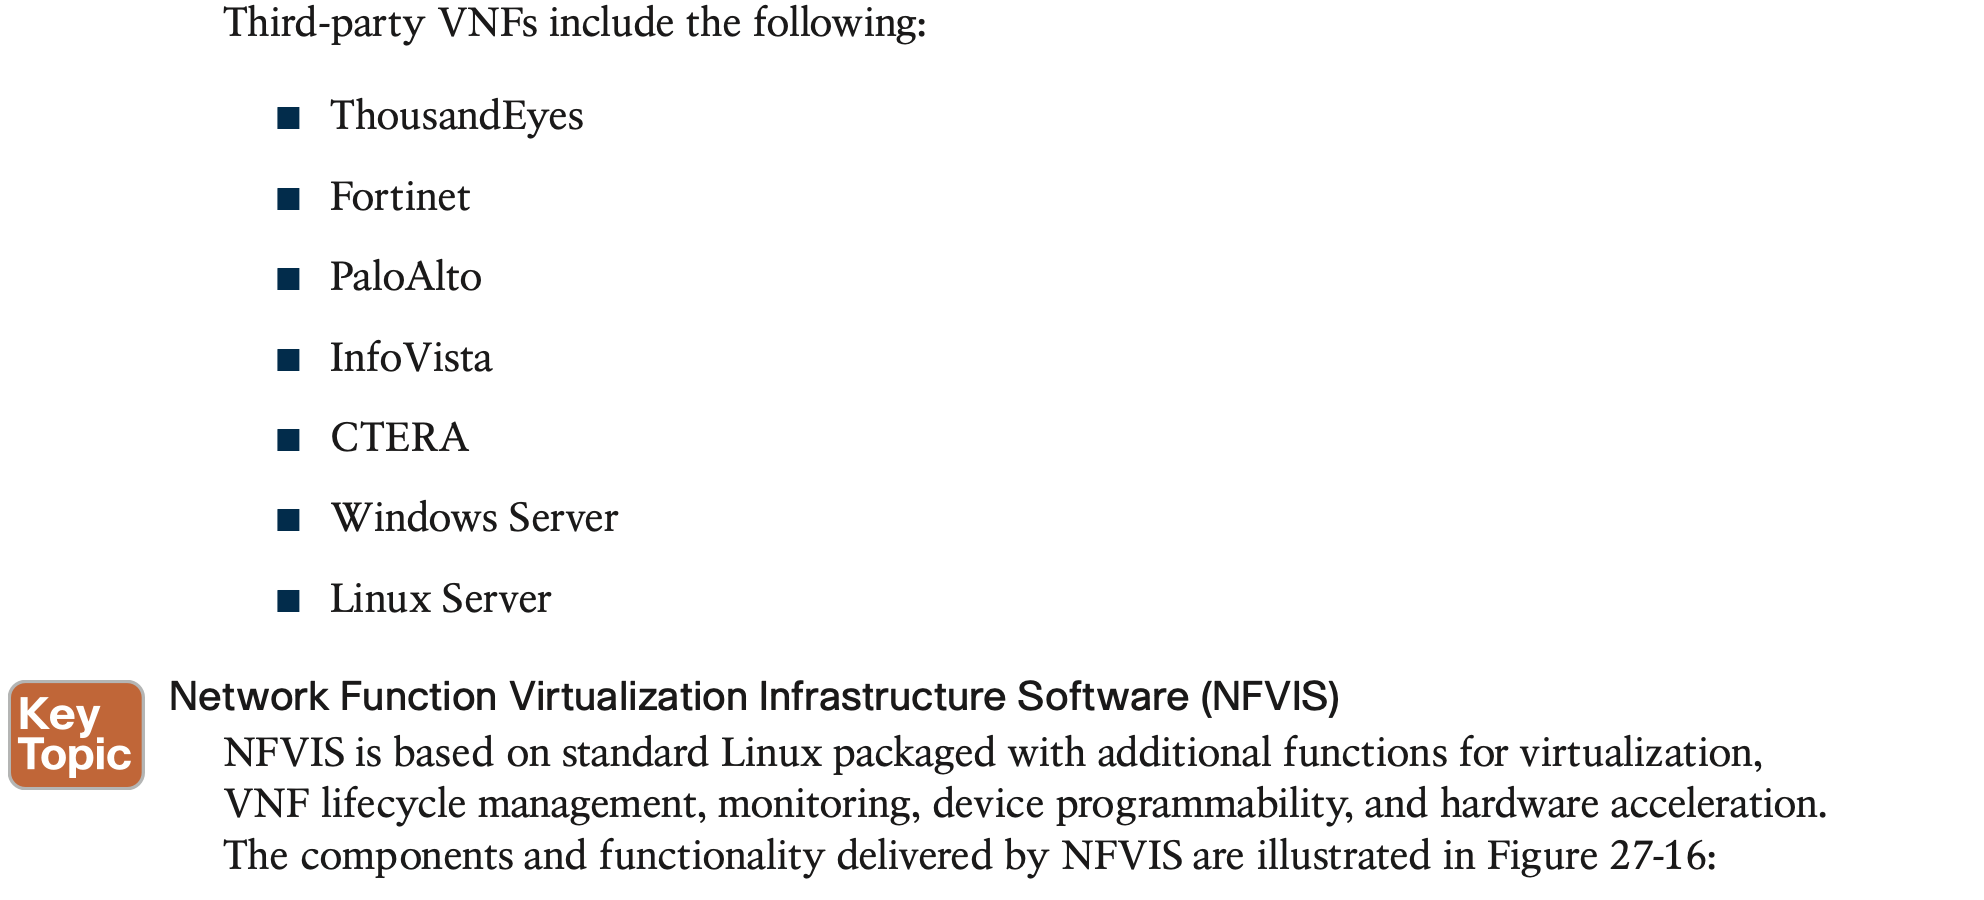 Third-party VNFs include the following:
■ ThousandEyes
■ Fortinet
■ PaloAlto
■ InfoVista
■ CTERA
■ Windows Server
■ Linux Server
Key
Topic
Network Function Virtualization Infrastructure Software (NFVIS)
NFVIS is based on standard Linux packaged with additional functions for virtualization,
VNF lifecycle management, monitoring, device programmability, and hardware acceleration.
The components and functionality delivered by NFVIS are illustrated in Figure 27-16: